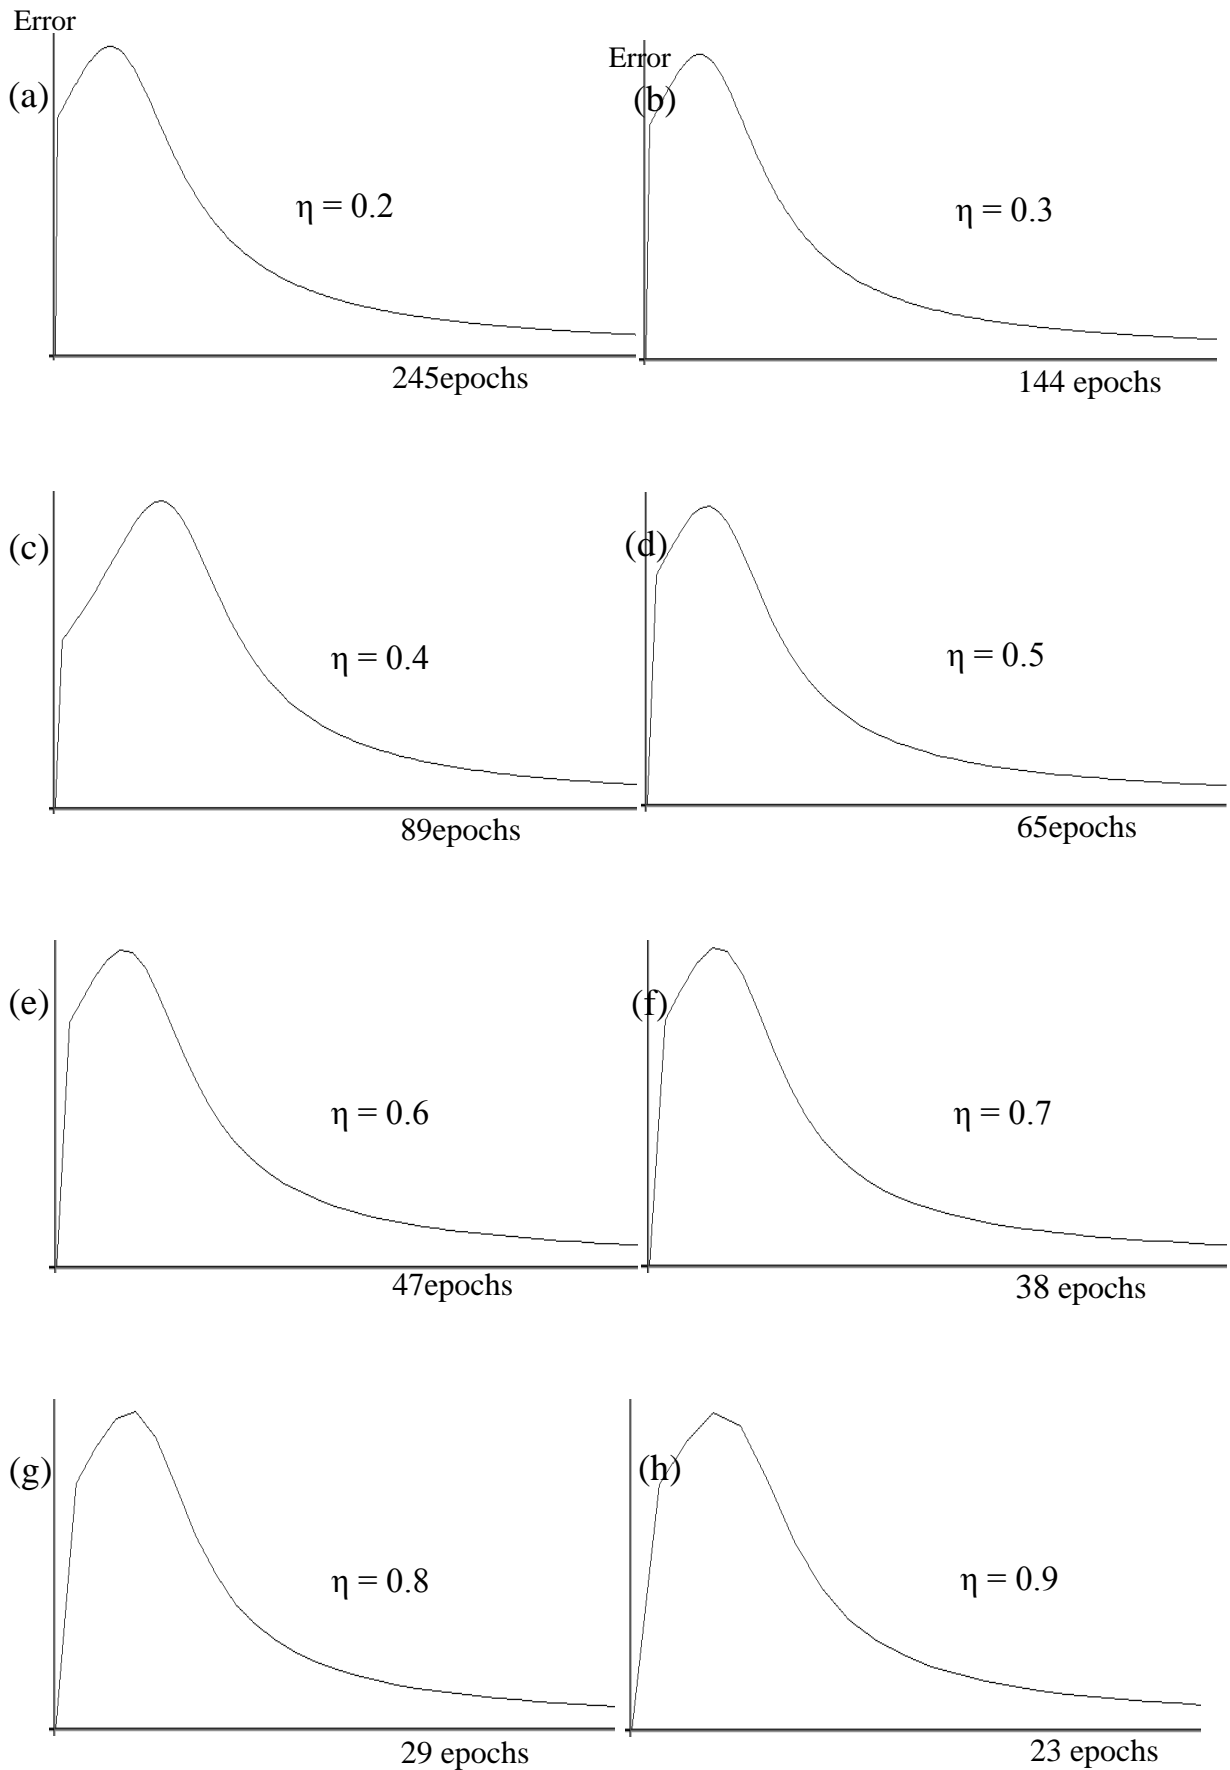 Error
(a)
η = 0.2
245epochs
Error
(b)
η = 0.3
144 epochs
(c)
η = 0.4
89epochs
(d)
η = 0.5
65epochs
(e)
η = 0.6
47epochs
(f)
η = 0.7
38 epochs
(g)
η = 0.8
29 epochs
(h)
η = 0.9
23 epochs